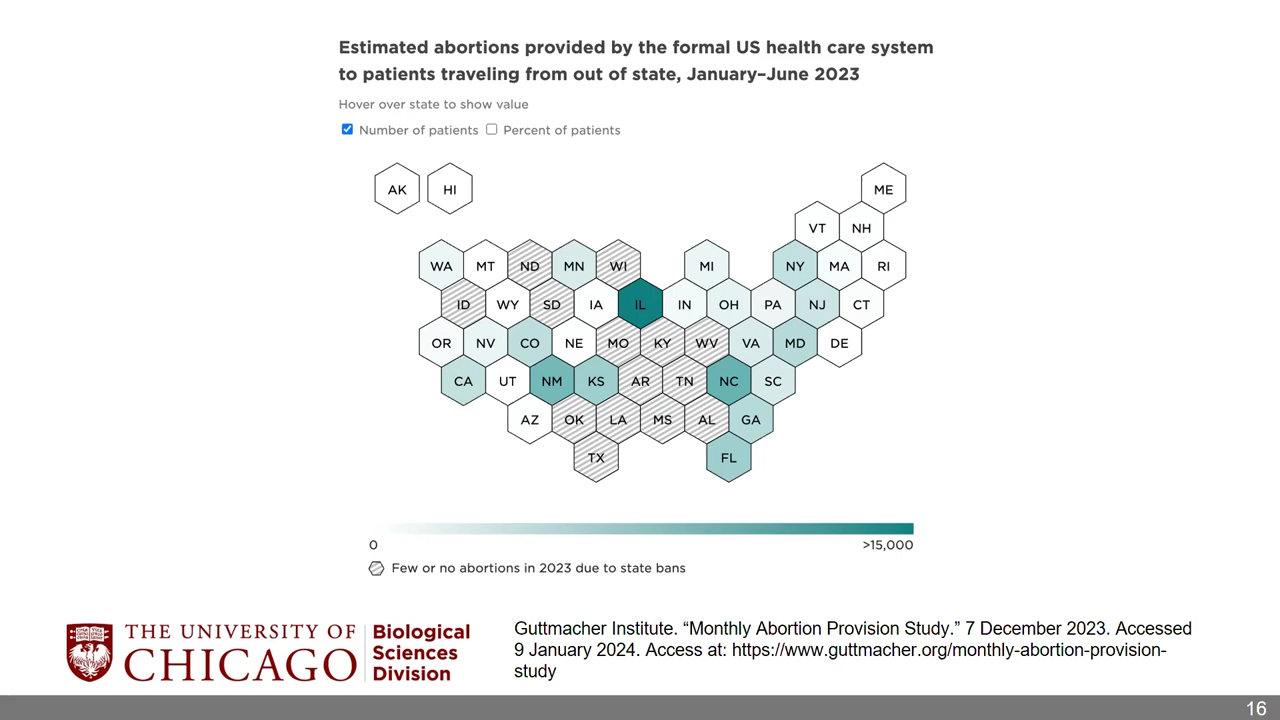 Estimated abortions provided by the formal US health care system
to patients traveling from out of state, January–June 2023
Hover over state to show value
Number of patients Percent of patients
AK HI ME
VT NH
WA MT ND MN WI MI NY MA RI
ID WY SD IA IL IN OH PA NJ CT
OR NV CO NE MO KY WV VA MD DE
CA UT NM KS AR TN NC SC
AZ OK LA MS AL GA
TX FL
0 >15,000
Few or no abortions in 2023 due to state bans
THE UNIVERSITY OF
CHICAGO
Biological
Sciences
Division
Guttmacher Institute. “Monthly Abortion Provision Study.” 7 December 2023. Accessed
9 January 2024. Access at: https://www.guttmacher.org/monthly-abortion-provision-
study
16